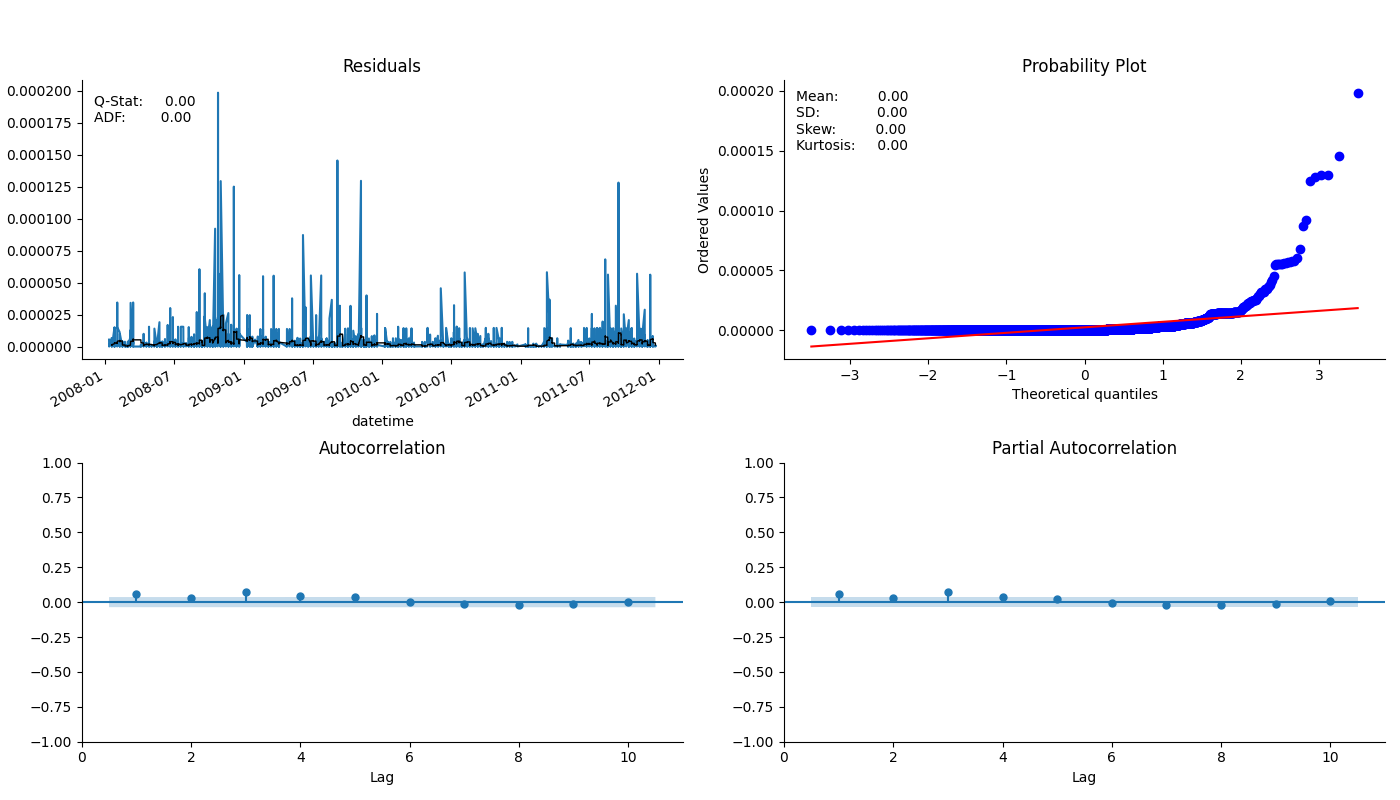 Residuals
Q-Stat: 0.00
ADF: 0.00
0.000200
0.000175
0.000150
0.000125
0.000100
0.000075
0.000050
0.000025
0.000000
2008-01 2008-07 2009-01 2009-07 2010-01 2010-07 2011-01 2011-07 2012-01
datetime
Probability Plot
Mean: 0.00
SD: 0.00
Skew: 0.00
Kurtosis: 0.00
Ordered Values
0.00020
0.00015
0.00010
0.00005
0.00000
−3 −2 −1 0 1 2 3
Theoretical quantiles
Autocorrelation
1.00
0.75
0.50
0.25
0.00
−0.25
−0.50
−0.75
−1.00
0 2 4 6 8 10
Lag
Partial Autocorrelation
1.00
0.75
0.50
0.25
0.00
−0.25
−0.50
−0.75
−1.00
0 2 4 6 8 10
Lag